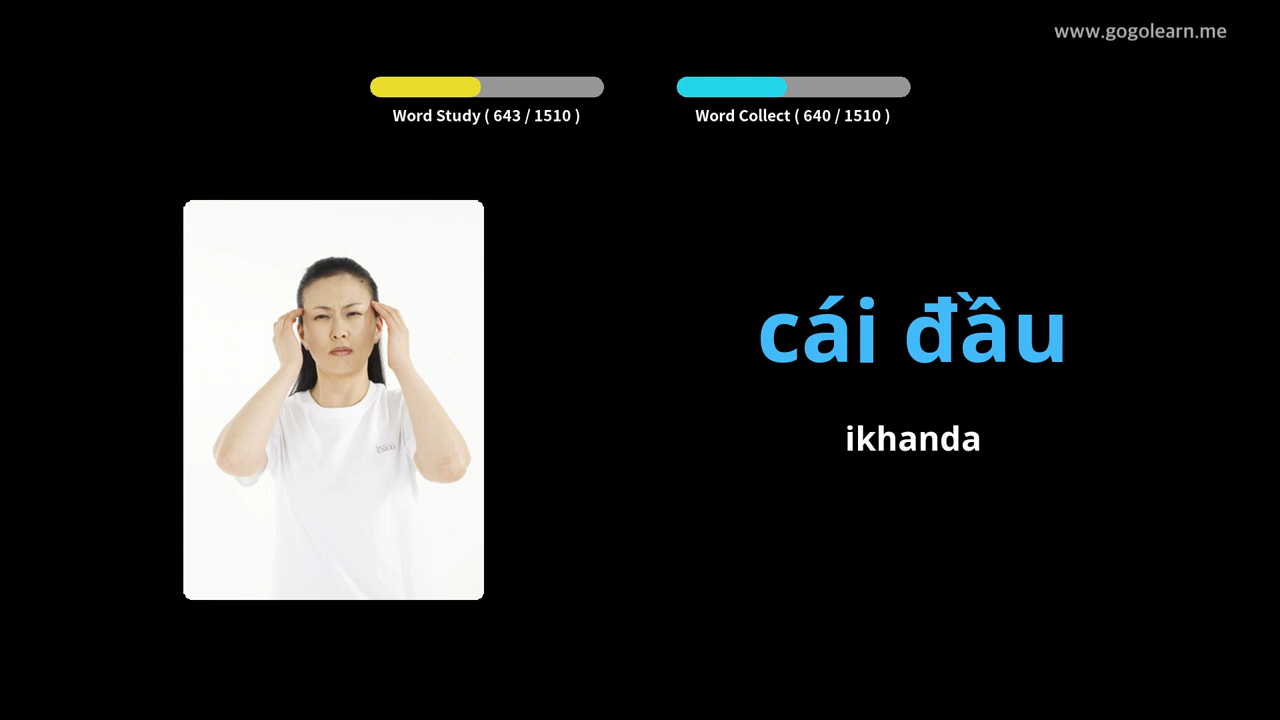 www.gogolearn.me
Word Study ( 643 / 1510 )
Word Collect ( 640 / 1510 )
cái đầu
ikhanda